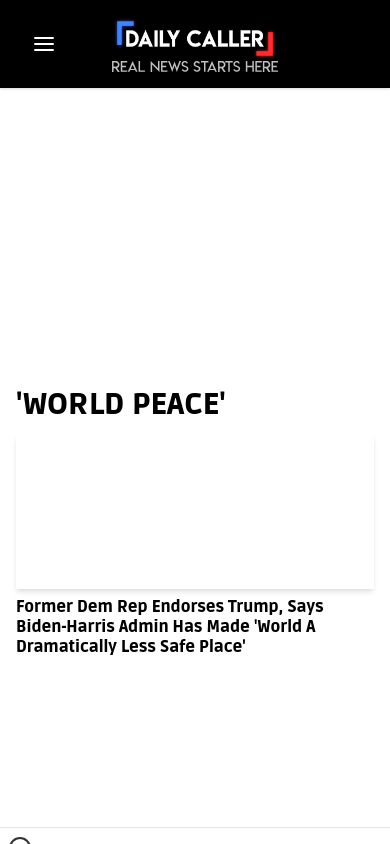 DAILY CALLER
REAL NEWS STARTS HERE
'WORLD PEACE'
Former Dem Rep Endorses Trump, Says
Biden-Harris Admin Has Made 'World A
Dramatically Less Safe Place'